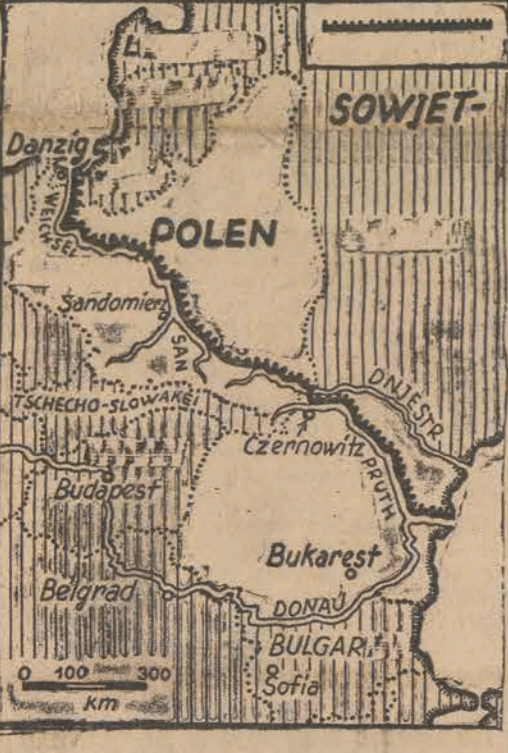 SOWJET-
Danzig
WEICHSEL
POLEN
Sandomierz
SAN
DNJESTR
TSCHECHO-SLOWAKEI
Czernowitz
PRUTH
Budapest
Bukarest
Belgrad
DONAU
BULGAR
Sofia
0 100 300
km